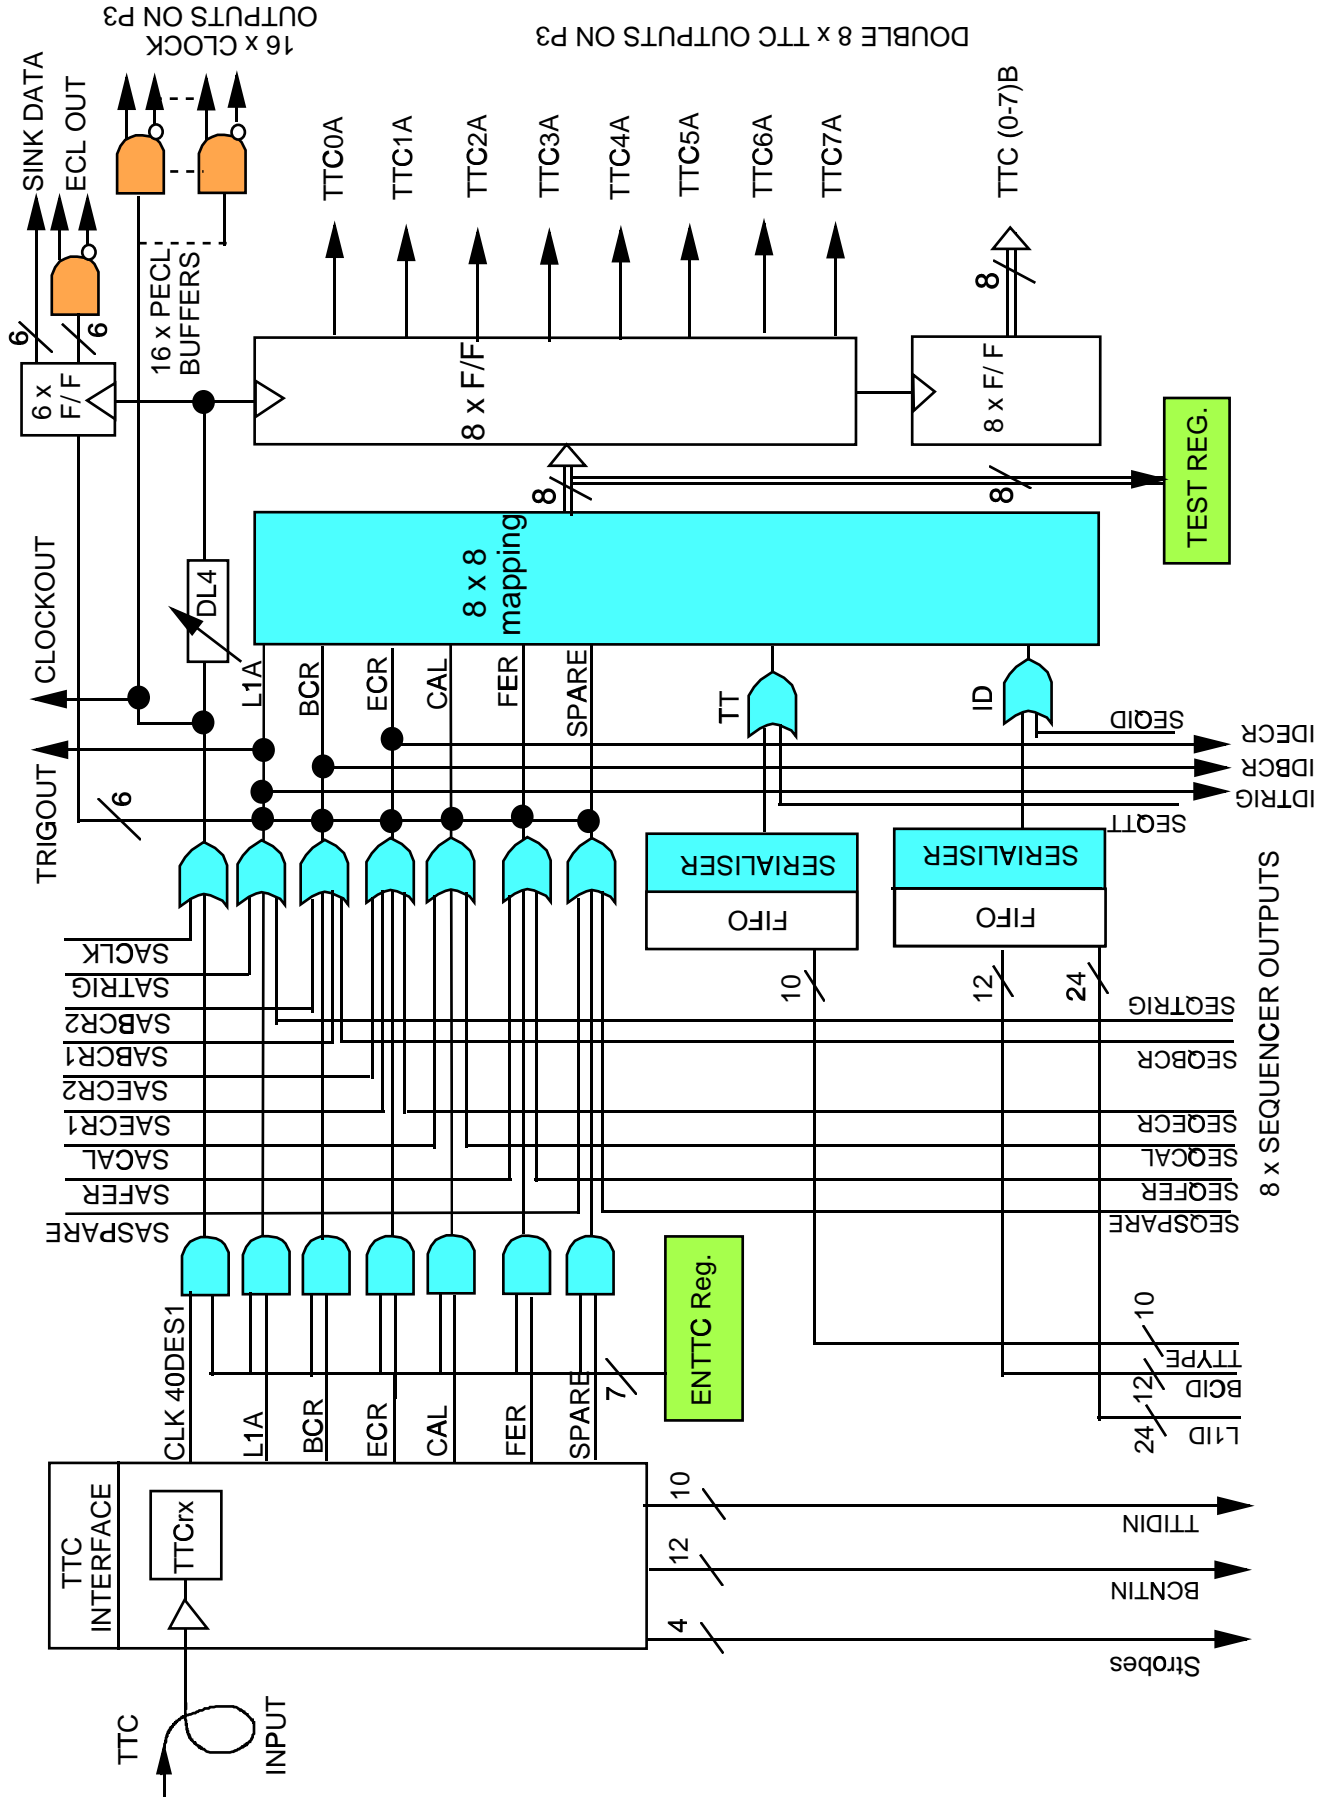 16 x CLOCK
OUTPUTS ON P3
DOUBLE 8 x TTC OUTPUTS ON P3
SINK DATA
ECL OUT
TTC0A
TTC1A
TTC2A
TTC3A
TTC4A
TTC5A
TTC6A
TTC7A
TTC (0-7)B
8
6
6
16 x PECL
BUFFERS
6 x
F/ F
8 x F/F
8 x F/ F
8
8
TEST REG.
8 x 8
mapping
DL4
CLOCKOUT
TRIGOUT
6
L1A
BCR
ECR
CAL
FER
SPARE
TT
ID
SEQID
IDECR
IDBCR
IDTRIG
SEQTT
SERIALISER
FIFO
SERIALISER
FIFO
10
12
24
SACLK
SATRIG
SABCR2
SABCR1
SAECR2
SAECR1
SACAL
SAFER
SASPARE
SEQTRIG
SEQBCR
SEQECR
SEQCAL
SEQFER
SEQSPARE
8 x SEQUENCER OUTPUTS
CLK 40DES1
L1A
BCR
ECR
CAL
FER
SPARE
7
ENTTC Reg.
10
TTYPE
12
BCID
24
L1ID
TTC
INTERFACE
TTCrx
10
TTIDIN
12
BCNTIN
4
Strobes
TTC
INPUT